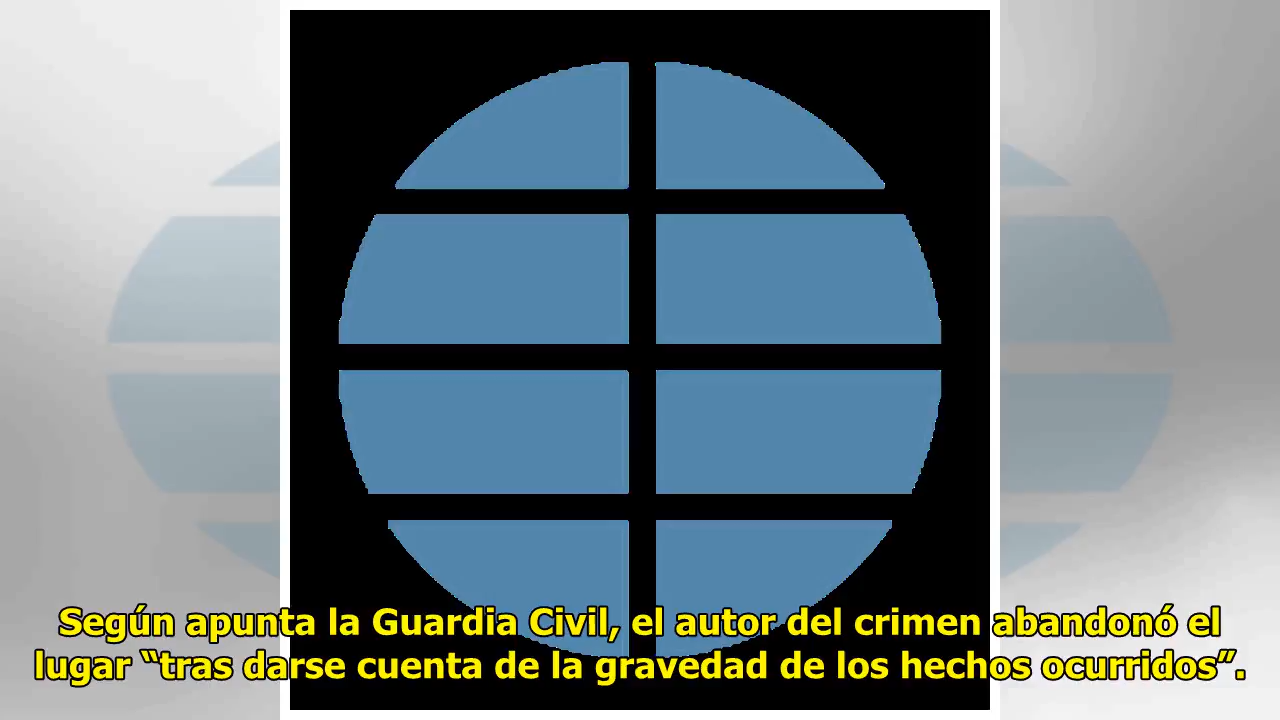 Según apunta la Guardia Civil, el autor del crimen abandonó el
lugar “tras darse cuenta de la gravedad de los hechos ocurridos”.